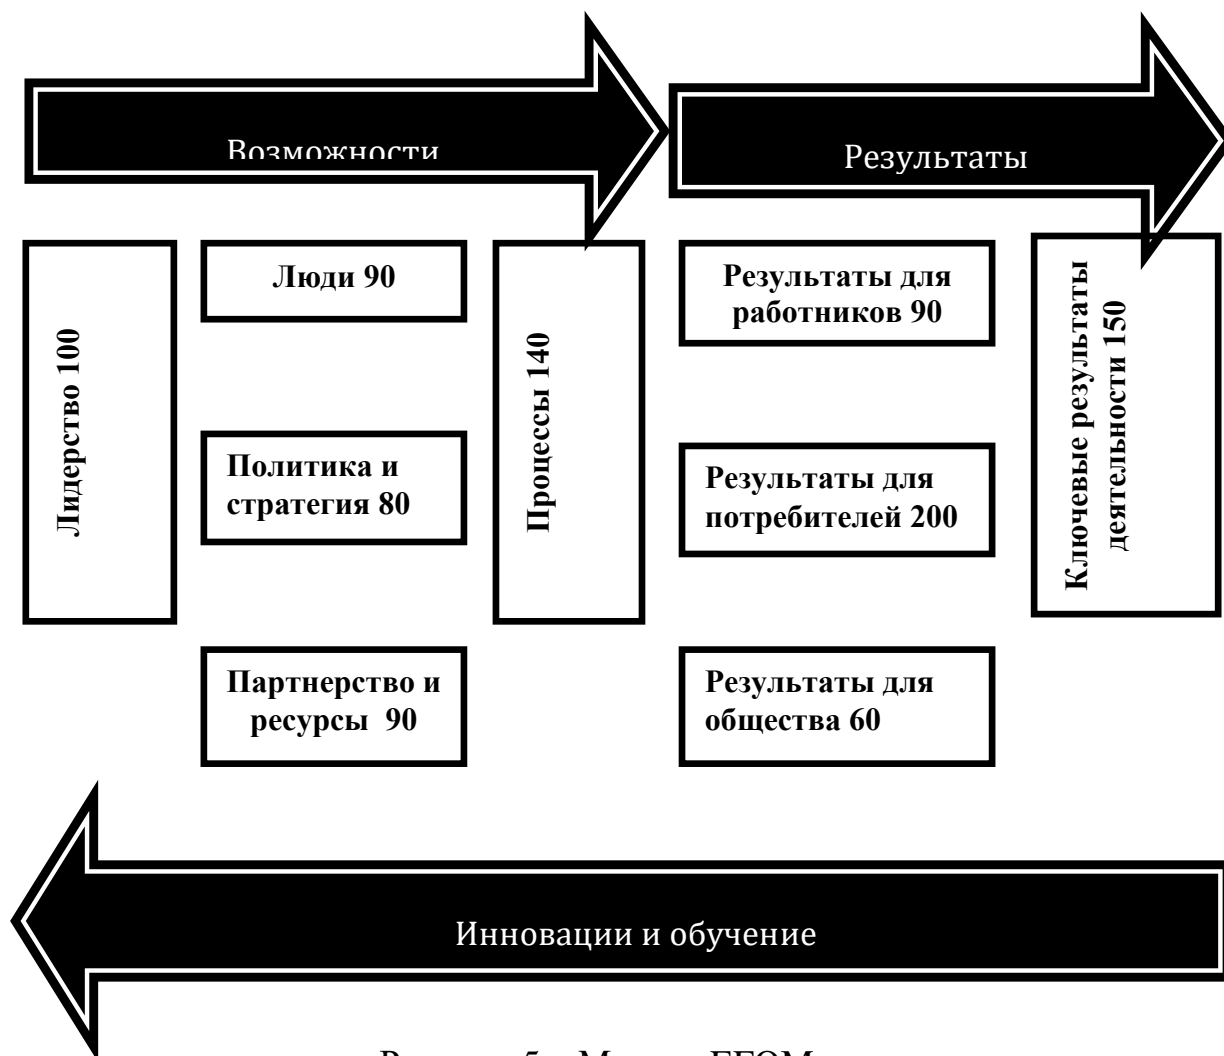 Возможности
Результаты
Лидерство 100
Люди 90
Политика и
стратегия 80
Партнерство и
ресурсы 90
Процессы 140
Результаты для
работников 90
Результаты для
потребителей 200
Результаты для
общества 60
Ключевые результаты
деятельности 150
Инновации и обучение